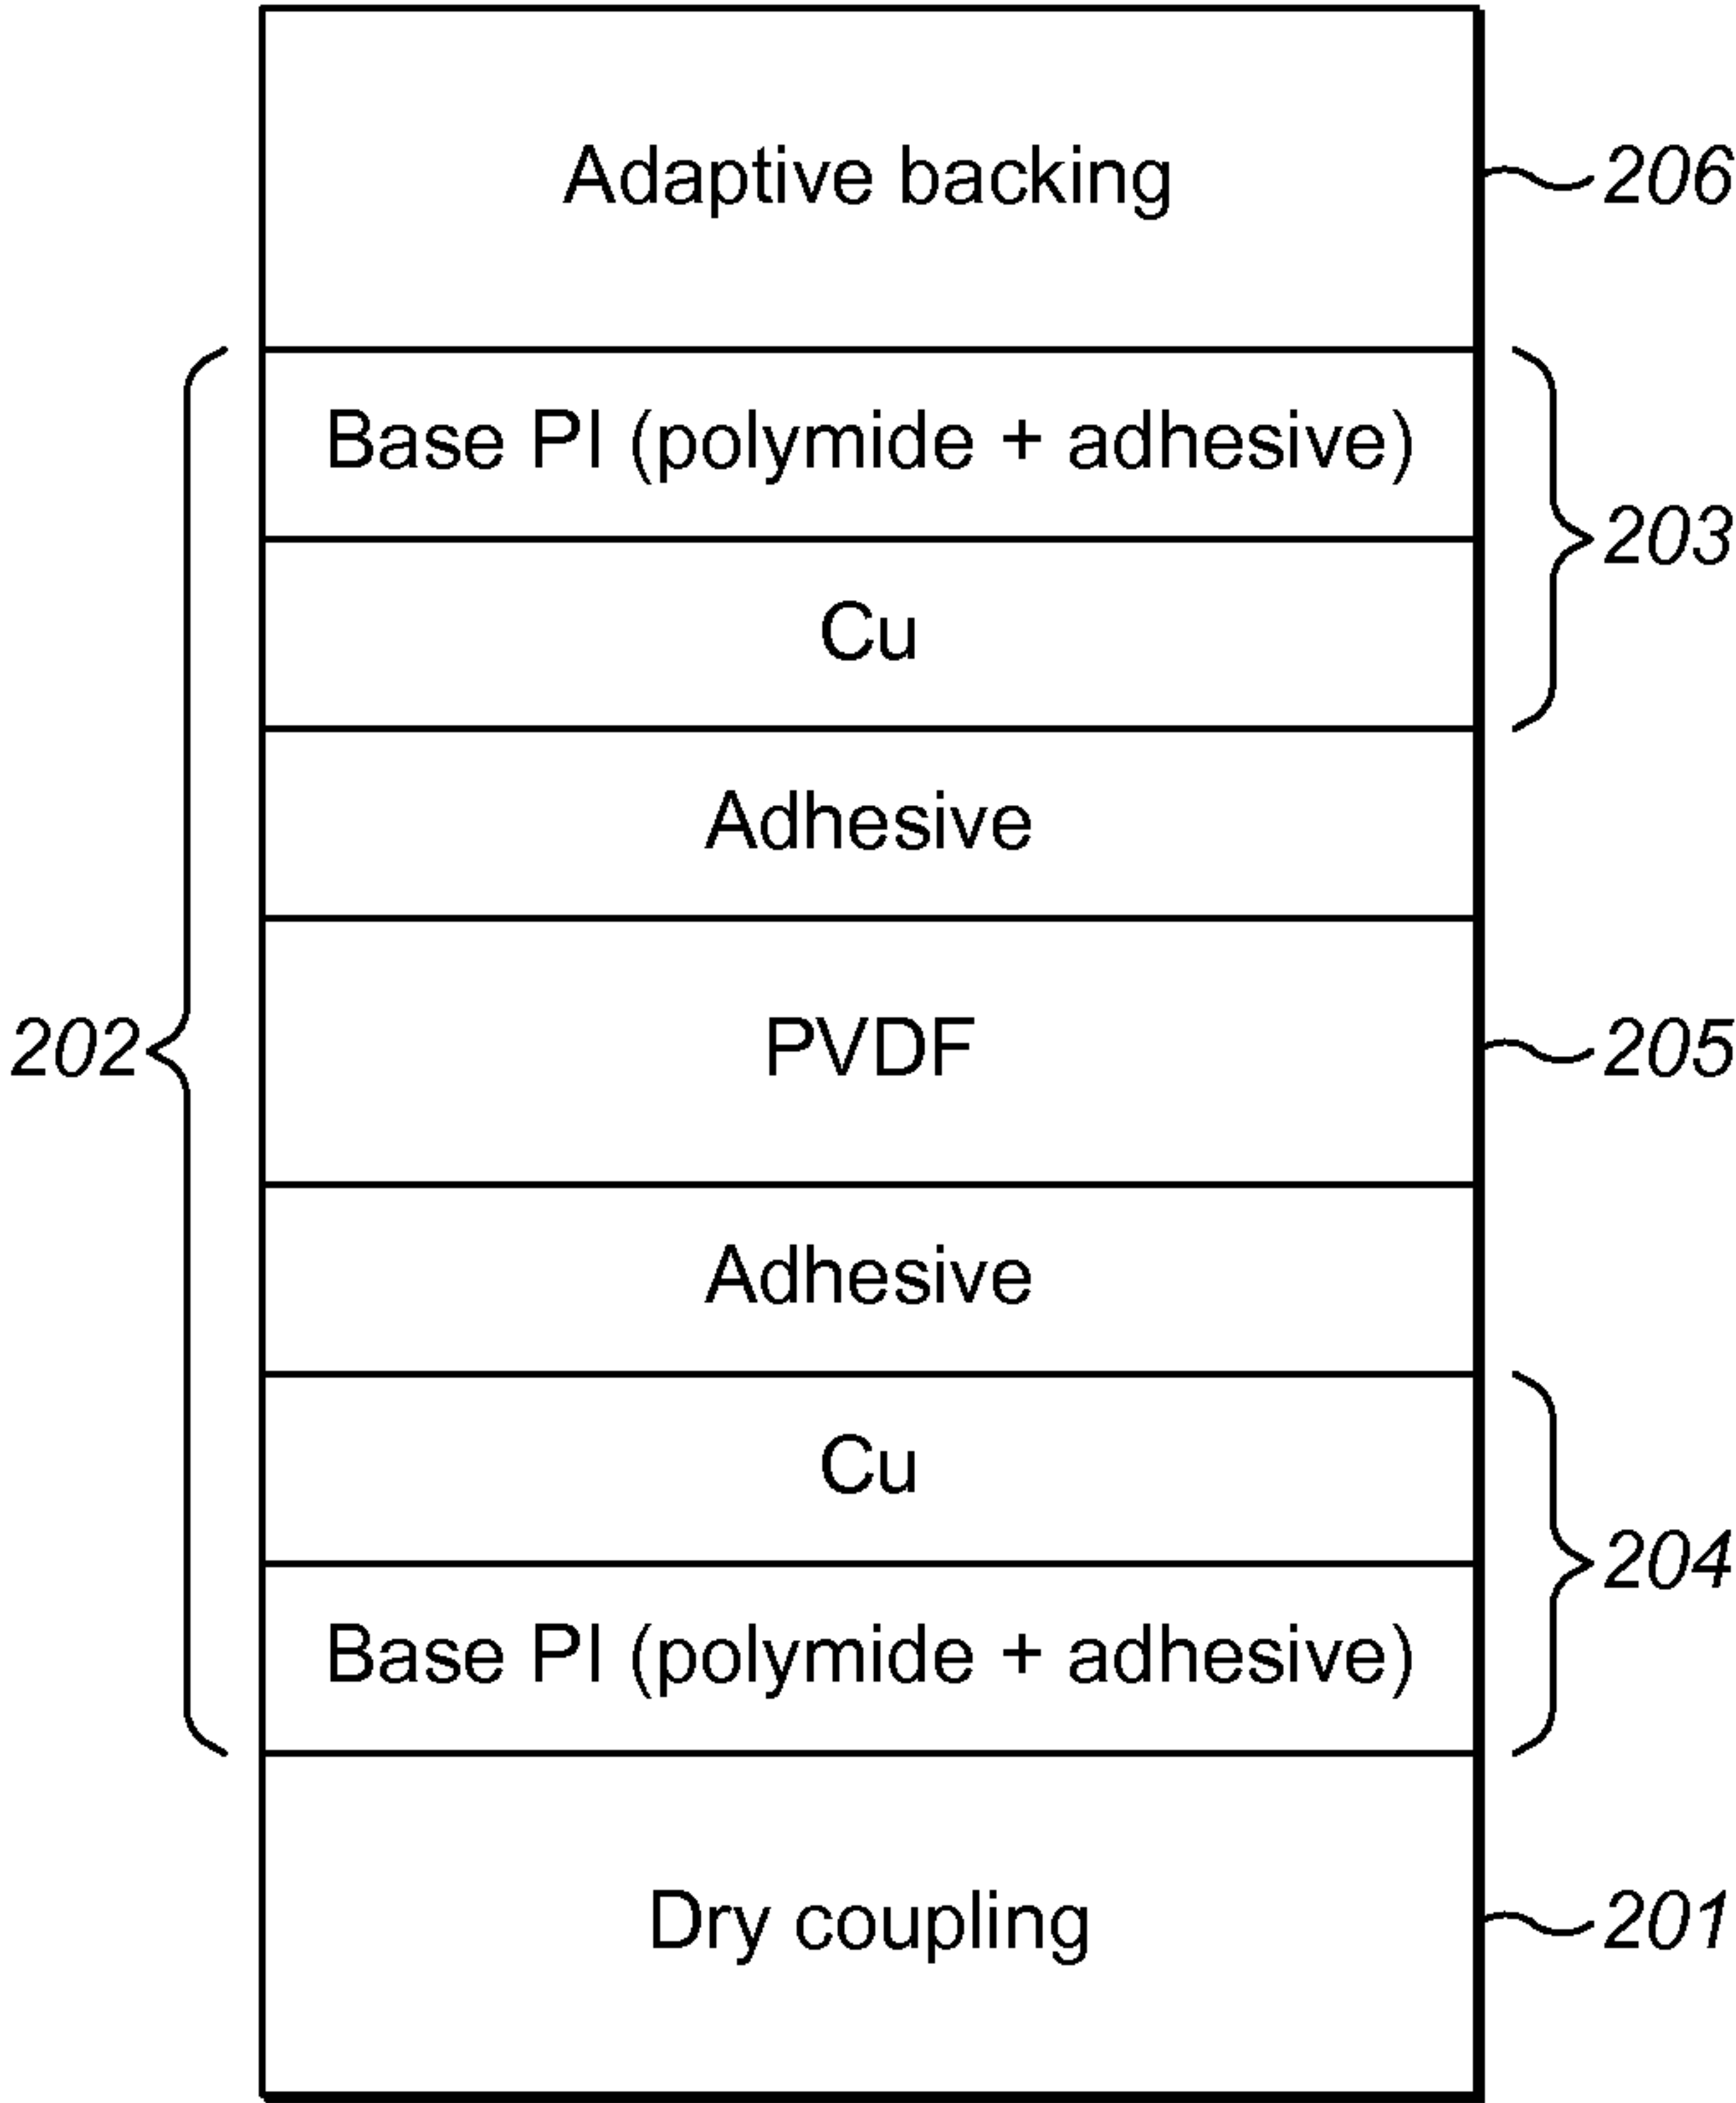 Adaptive backing
206
Base PI (polymide + adhesive)
203
Cu
Adhesive
202
PVDF
205
Adhesive
Cu
204
Base PI (polymide + adhesive)
Dry coupling
201